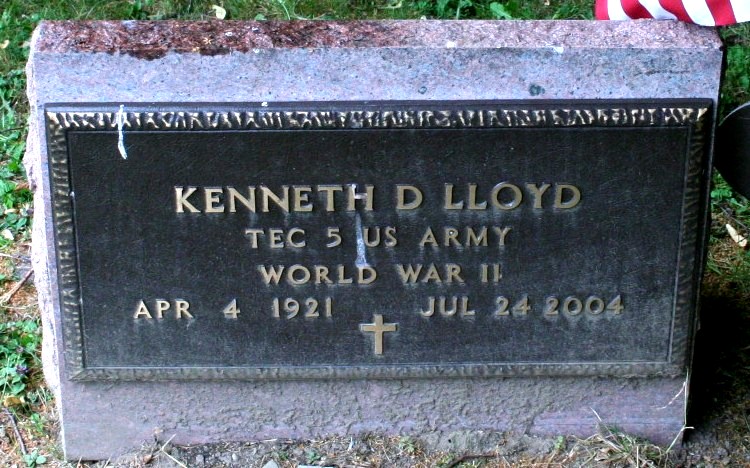 KENNETH D LLOYD
TEC 5 US ARMY
WORLD WAR II
APR 4 1921 JUL 24 2004